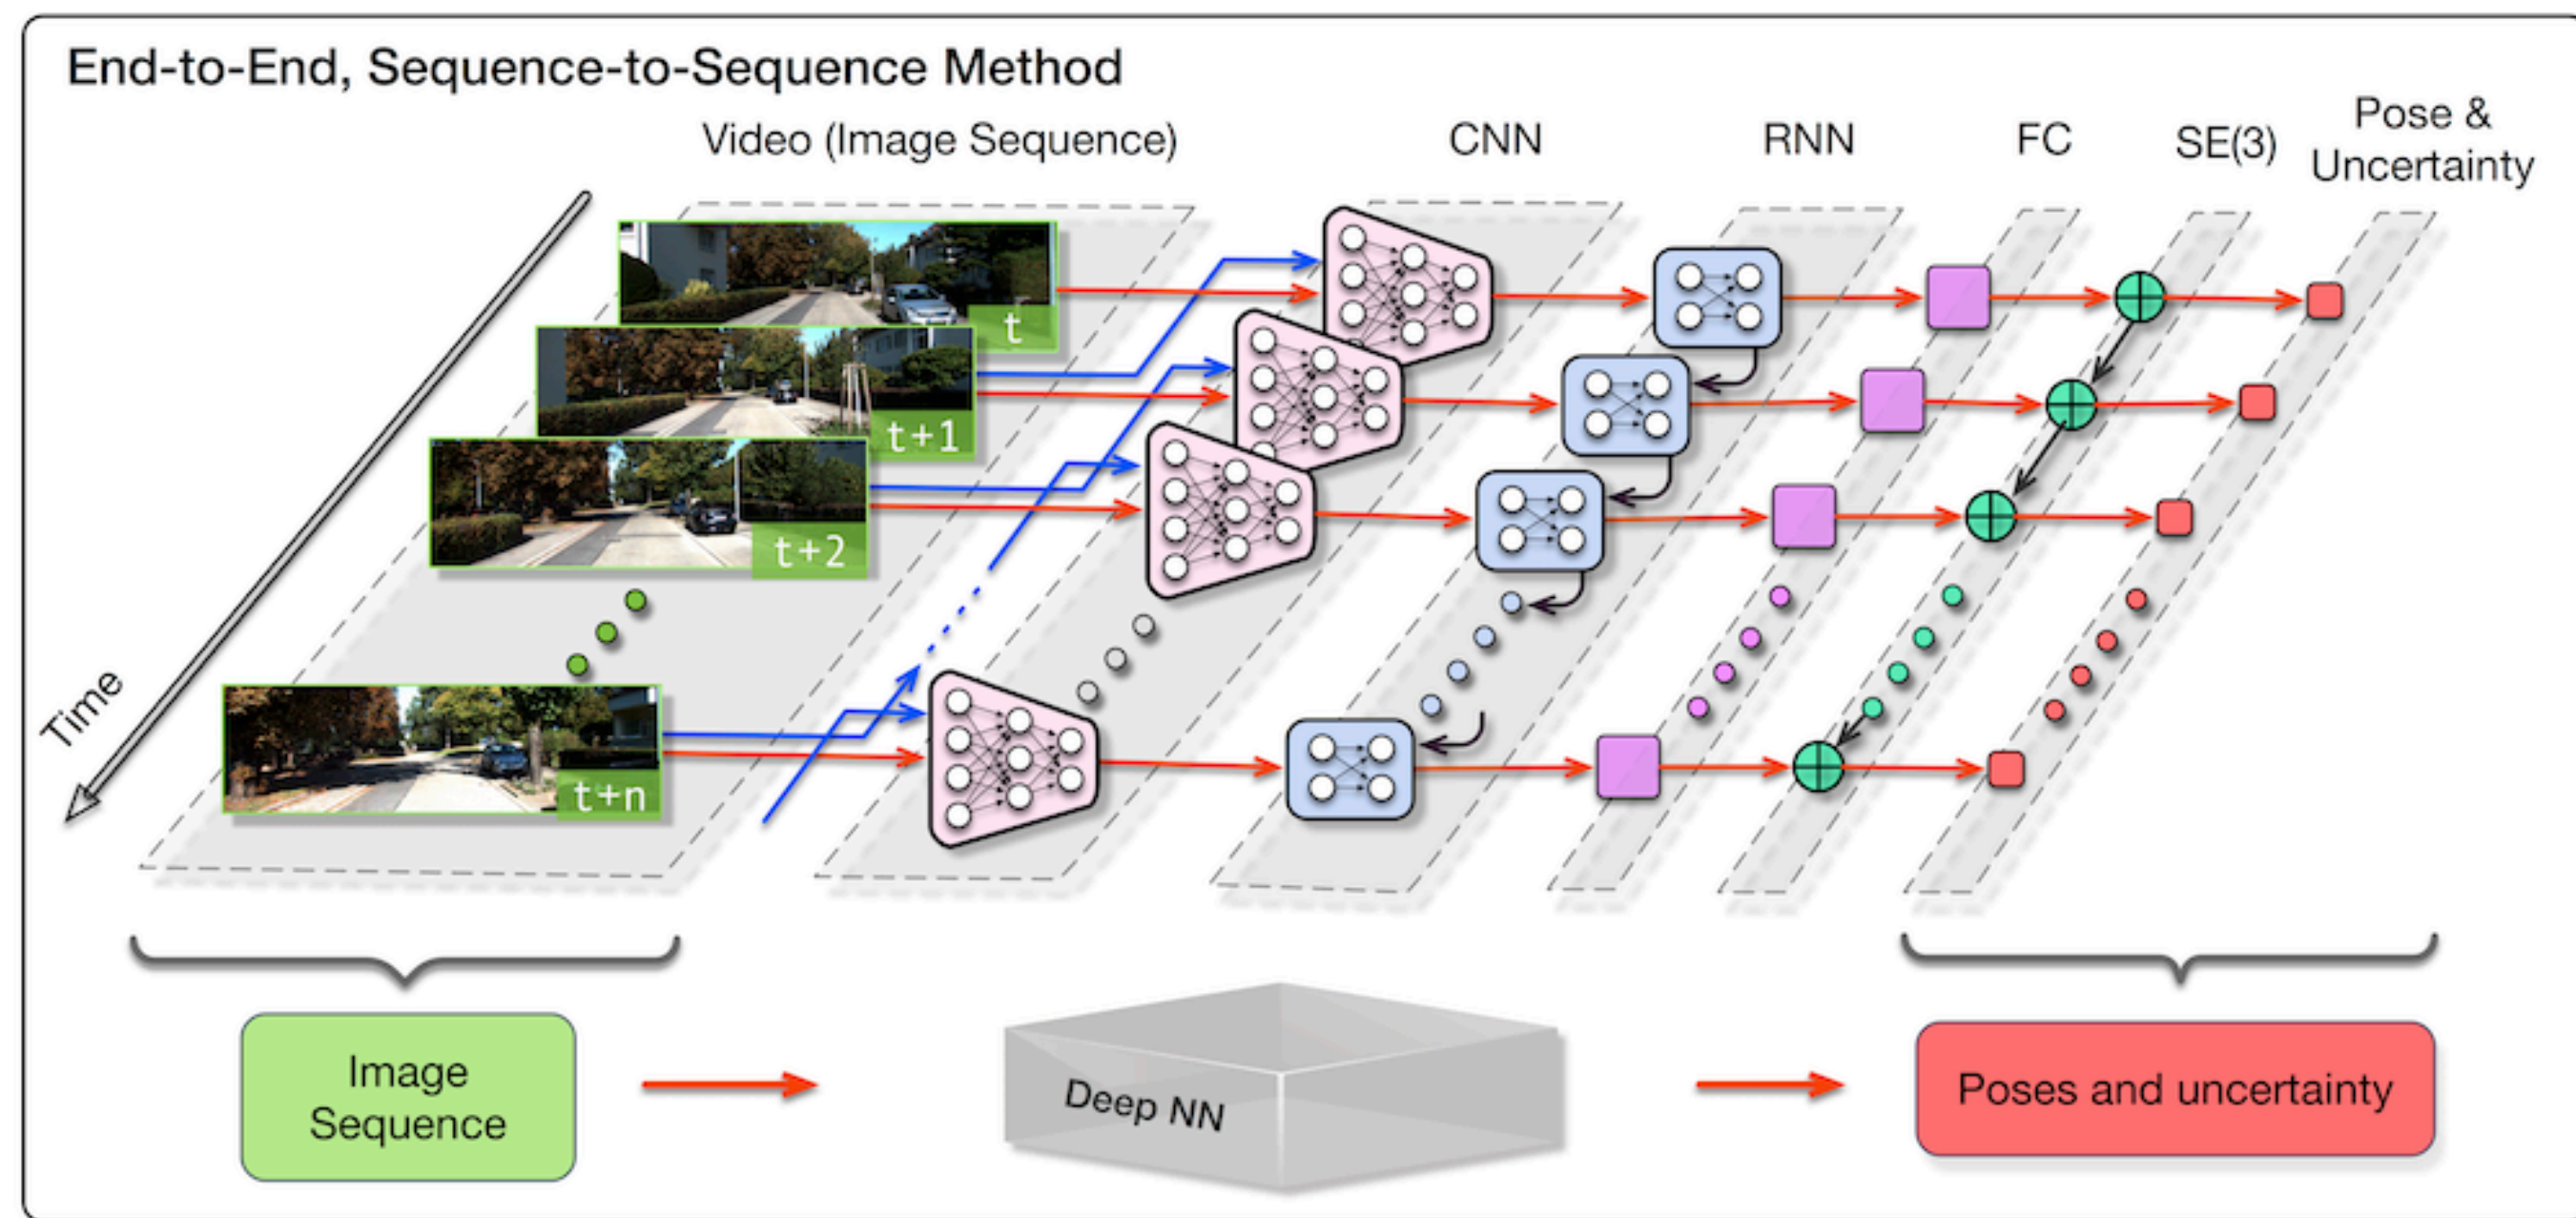 End-to-End, Sequence-to-Sequence Method
Video (Image Sequence)
CNN
RNN
FC
SE(3)
Pose &
Uncertainty
t
t+1
t+2
t+n
Time
Image
Sequence
Deep NN
Poses and uncertainty